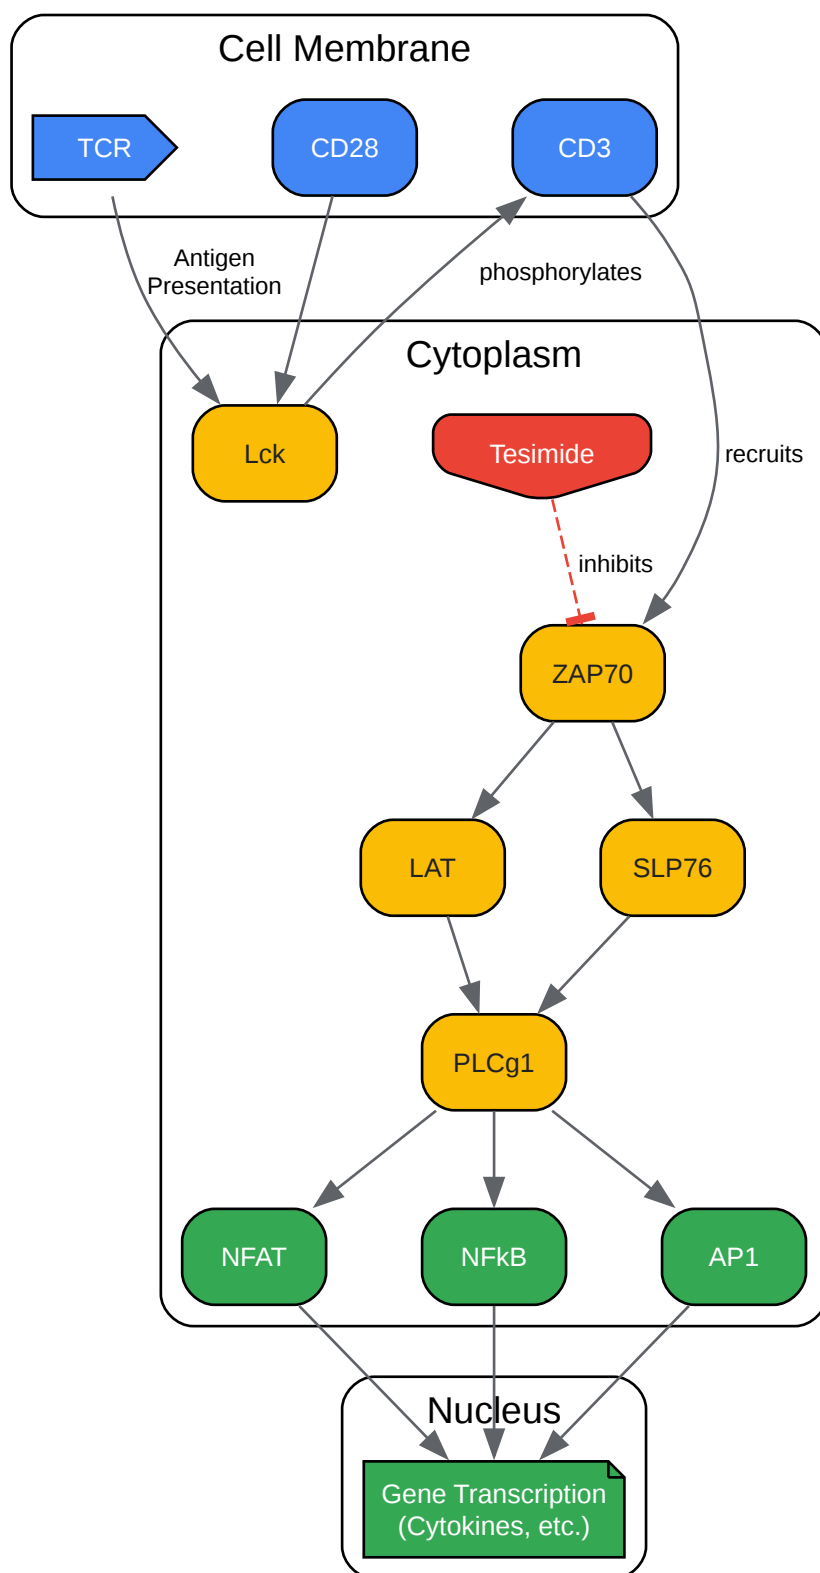 Cell Membrane
TCR
CD28
CD3
Antigen
Presentation
phosphorylates
Cytoplasm
Lck
Tesimide
recruits
inhibits
ZAP70
LAT
SLP76
PLCg1
NFAT
NFkB
AP1
Nucleus
Gene Transcription
(Cytokines, etc.)